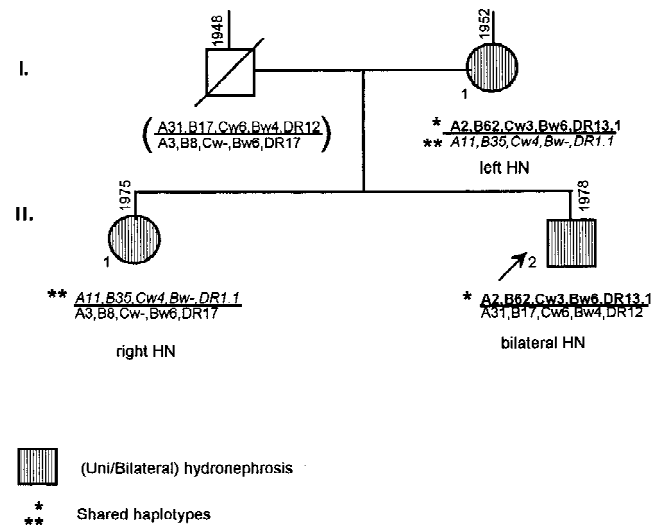 1948
1952
I.
1
(A31,B17,Cw6,Bw4,DR12
A3,B8,Cw-,Bw6,DR17)
* A2,B62,Cw3,Bw6,DR13,1
** A11,B35,Cw4,Bw-,DR1.1
left HN
1975
1978
II.
1
2
** A11,B35,Cw4,Bw-,DR1.1
A3,B8,Cw-,Bw6,DR17
right HN
* A2,B62,Cw3,Bw6,DR13,1
A31,B17,Cw6,Bw4,DR12
bilateral HN
(Uni/Bilateral) hydronephrosis
*
** Shared haplotypes